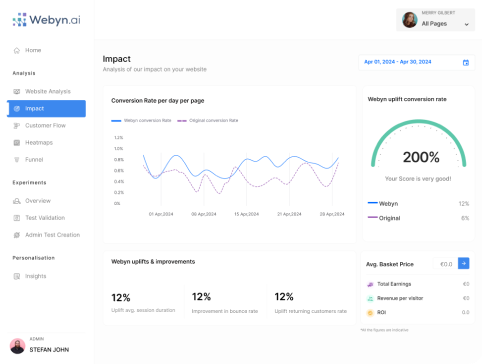 Webyn.ai
MERRY GILBERT
All Pages
Home
Analysis
Website Analysis
Impact
Customer Flow
Heatmaps
Funnel
Experiments
Overview
Test Validation
Admin Test Creation
Personalisation
Insights
ADMIN
STEFAN JOHN
Impact
Analysis of our impact on your website
Apr 01, 2024 - Apr 30, 2024
Conversion Rate per day per page
Webyn conversion Rate
Original conversion Rate
1.2%
1.0%
0.8%
0.6%
0.4%
0.2%
0%
01 Apr,2024
08 Apr,2024
15 Apr,2024
21 Apr,2024
28 Apr,2024
Webyn uplift conversion rate
200%
Your Score is very good!
Webyn 12%
Original 6%
Webyn uplifts & improvements
12%
Uplift avg. session duration
12%
Improvement in bounce rate
12%
Uplift returning customers rate
Avg. Basket Price €0.0
Total Earnings €0
Revenue per visitor €0
ROI 0.0
*All the figures are indicative